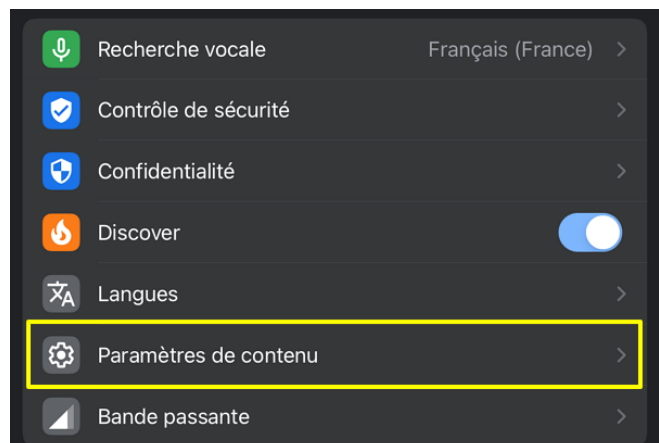 Recherche vocale Français (France)
Contrôle de sécurité
Confidentialité
Discover
Langues
Paramètres de contenu
Bande passante